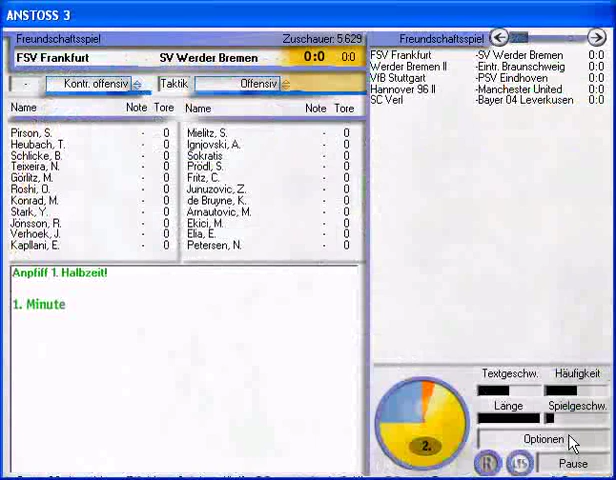 ANSTOSS 3
Freundschaftsspiel Zuschauer: 5.629
FSV Frankfurt SV Werder Bremen 0:0 0:0
- Kontr. offensiv Taktik Offensiv
Name Note Tore Name Note Tore
Pirson, S. - 0 Mielitz, S. - 0
Heubach, T. - 0 Ignjovski, A. - 0
Schlicke, B. - 0 Sokratis - 0
Teixeira, N. - 0 Prödl, S. - 0
Görlitz, M. - 0 Fritz, C. - 0
Roshi, O. - 0 Junuzovic, Z. - 0
Konrad, M. - 0 de Bruyne, K. - 0
Stark, Y. - 0 Arnautovic, M. - 0
Jönsson, R. - 0 Ekici, M. - 0
Verhoek, J. - 0 Elia, E. - 0
Kapllani, E. - 0 Petersen, N. - 0
Anpfiff 1. Halbzeit!
1. Minute
Freundschaftsspiel
FSV Frankfurt -SV Werder Bremen 0:0
Werder Bremen II -Eintr. Braunschweig 0:0
VfB Stuttgart -PSV Eindhoven 0:0
Hannover 96 II -Manchester United 0:0
SC Verl -Bayer 04 Leverkusen 0:0
Textgeschw. Häufigkeit
Länge Spielgeschw.
2.
Optionen
R Pause